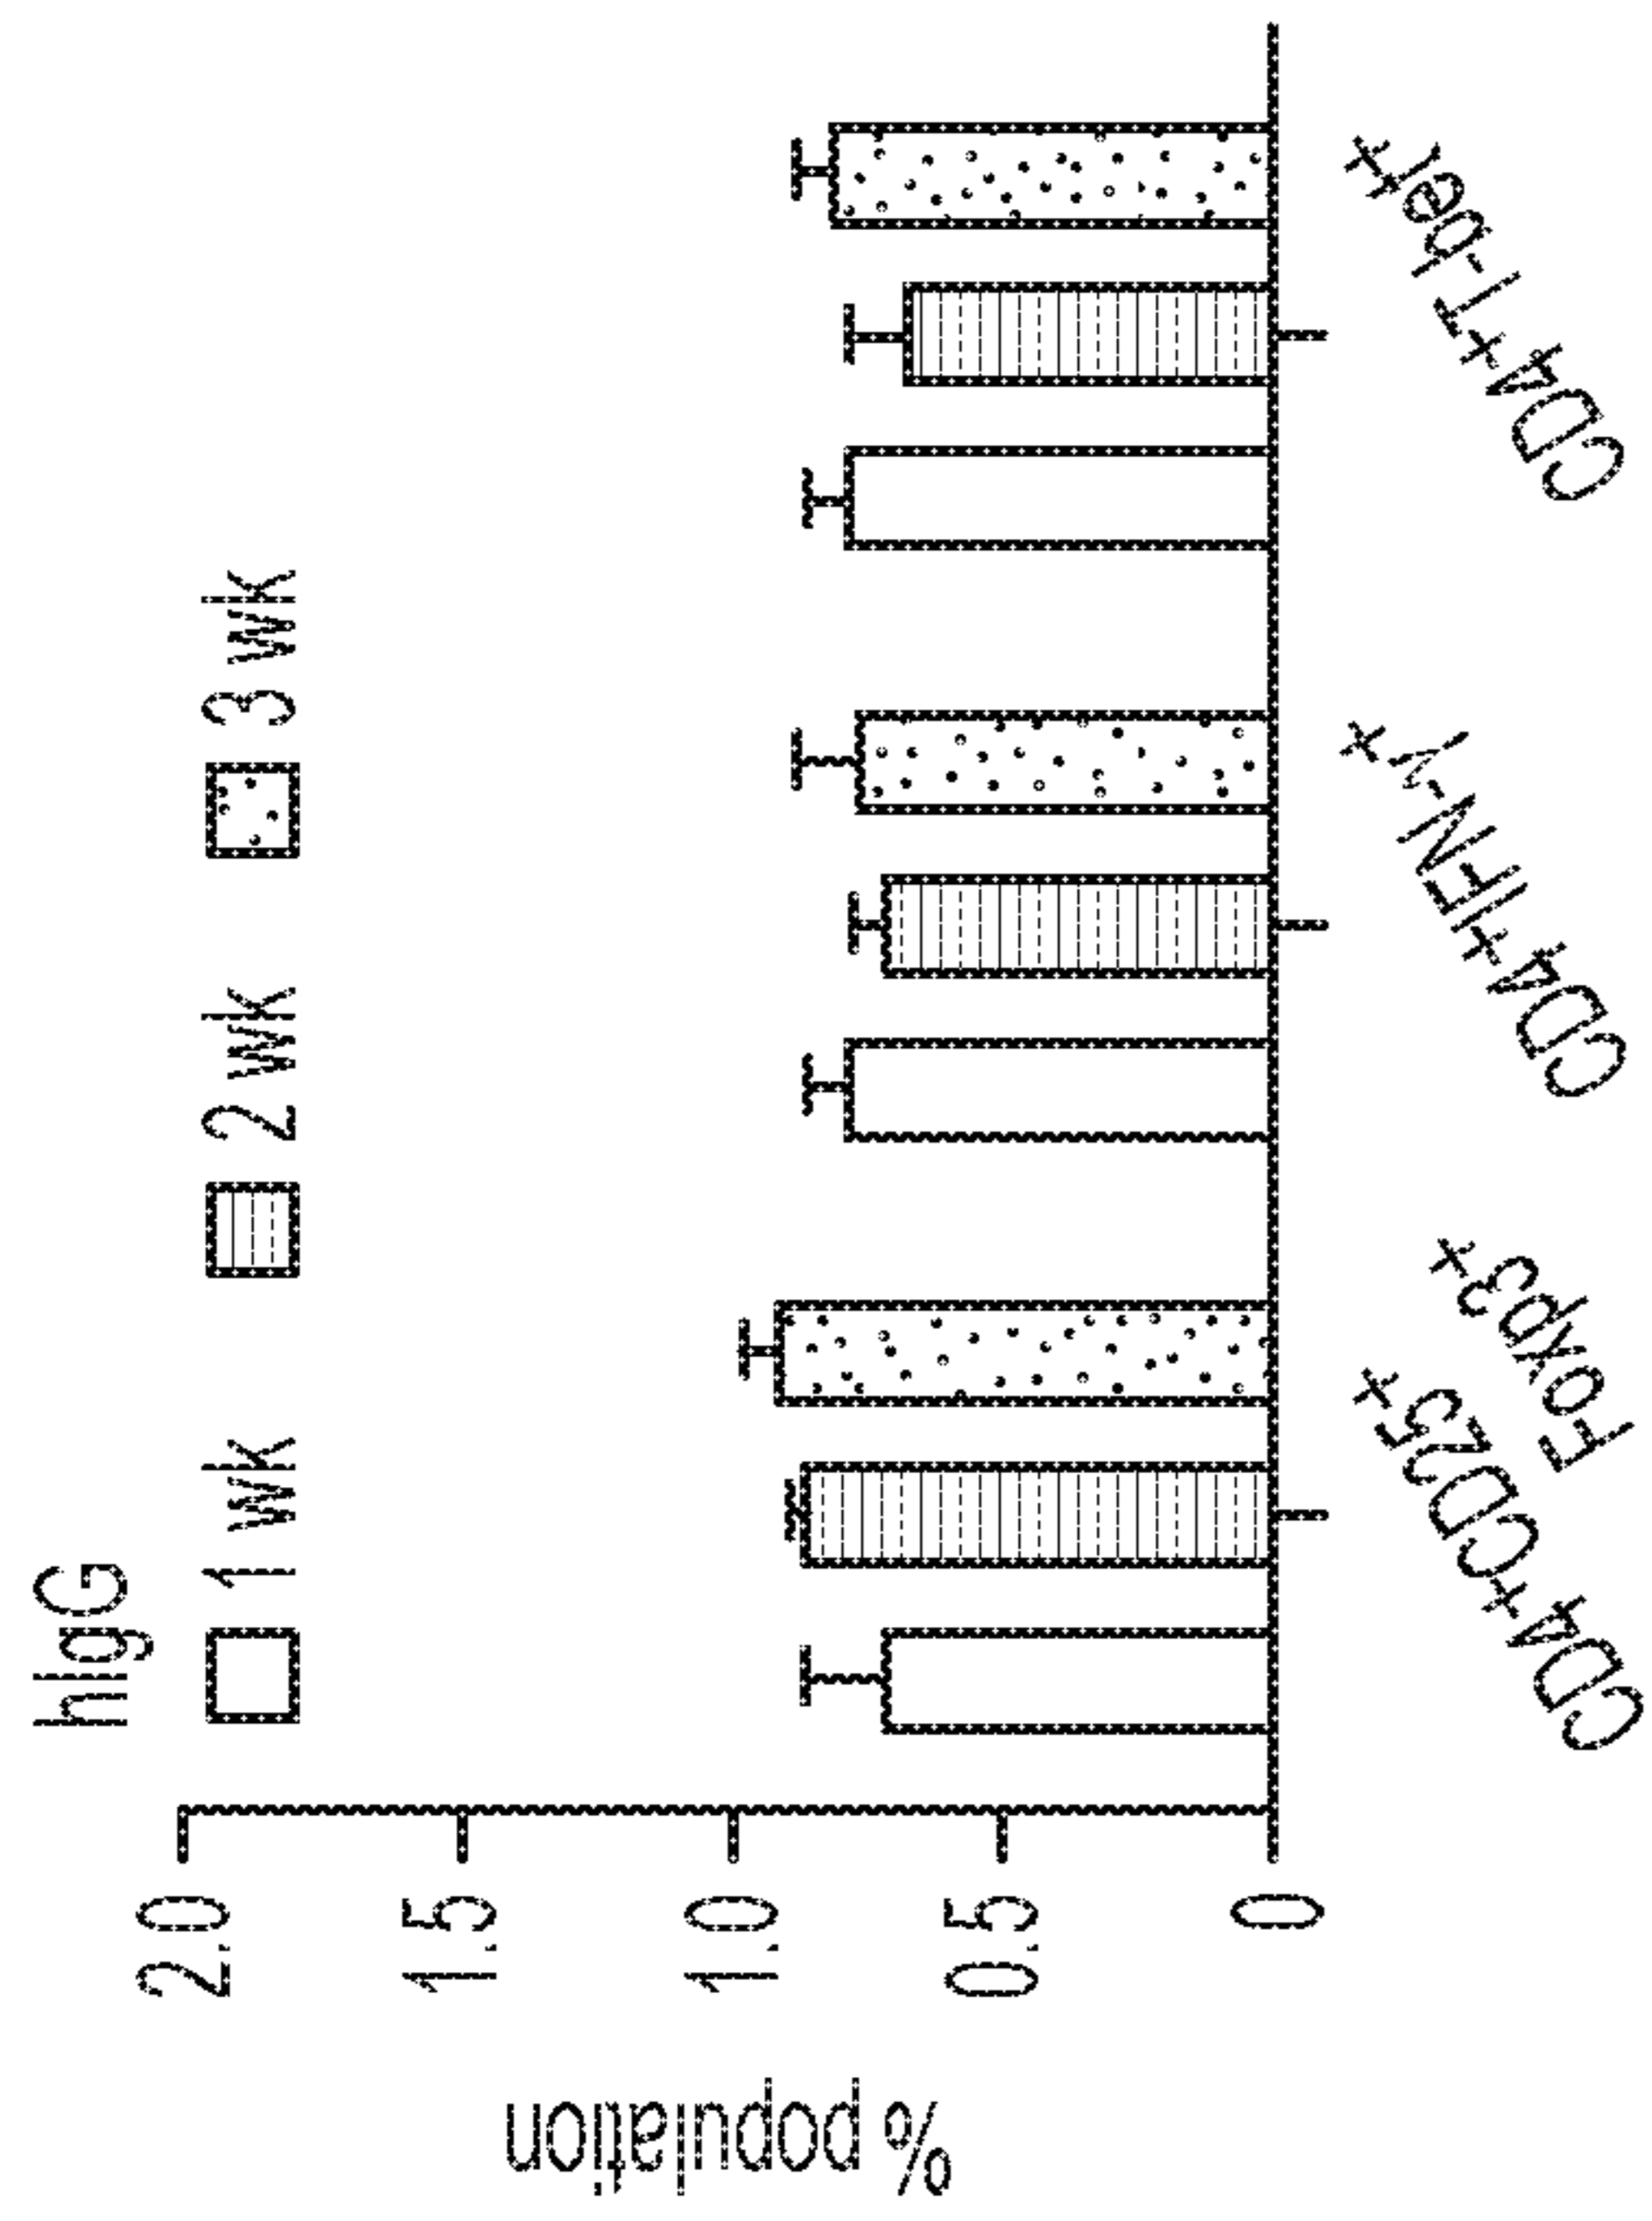 hIgG
1 wk 2 wk 3 wk
% population
2.0
1.5
1.0
0.5
0
CD4+CD25+
Foxp3+
CD4+IFN-γ+
CD4+T-bet+